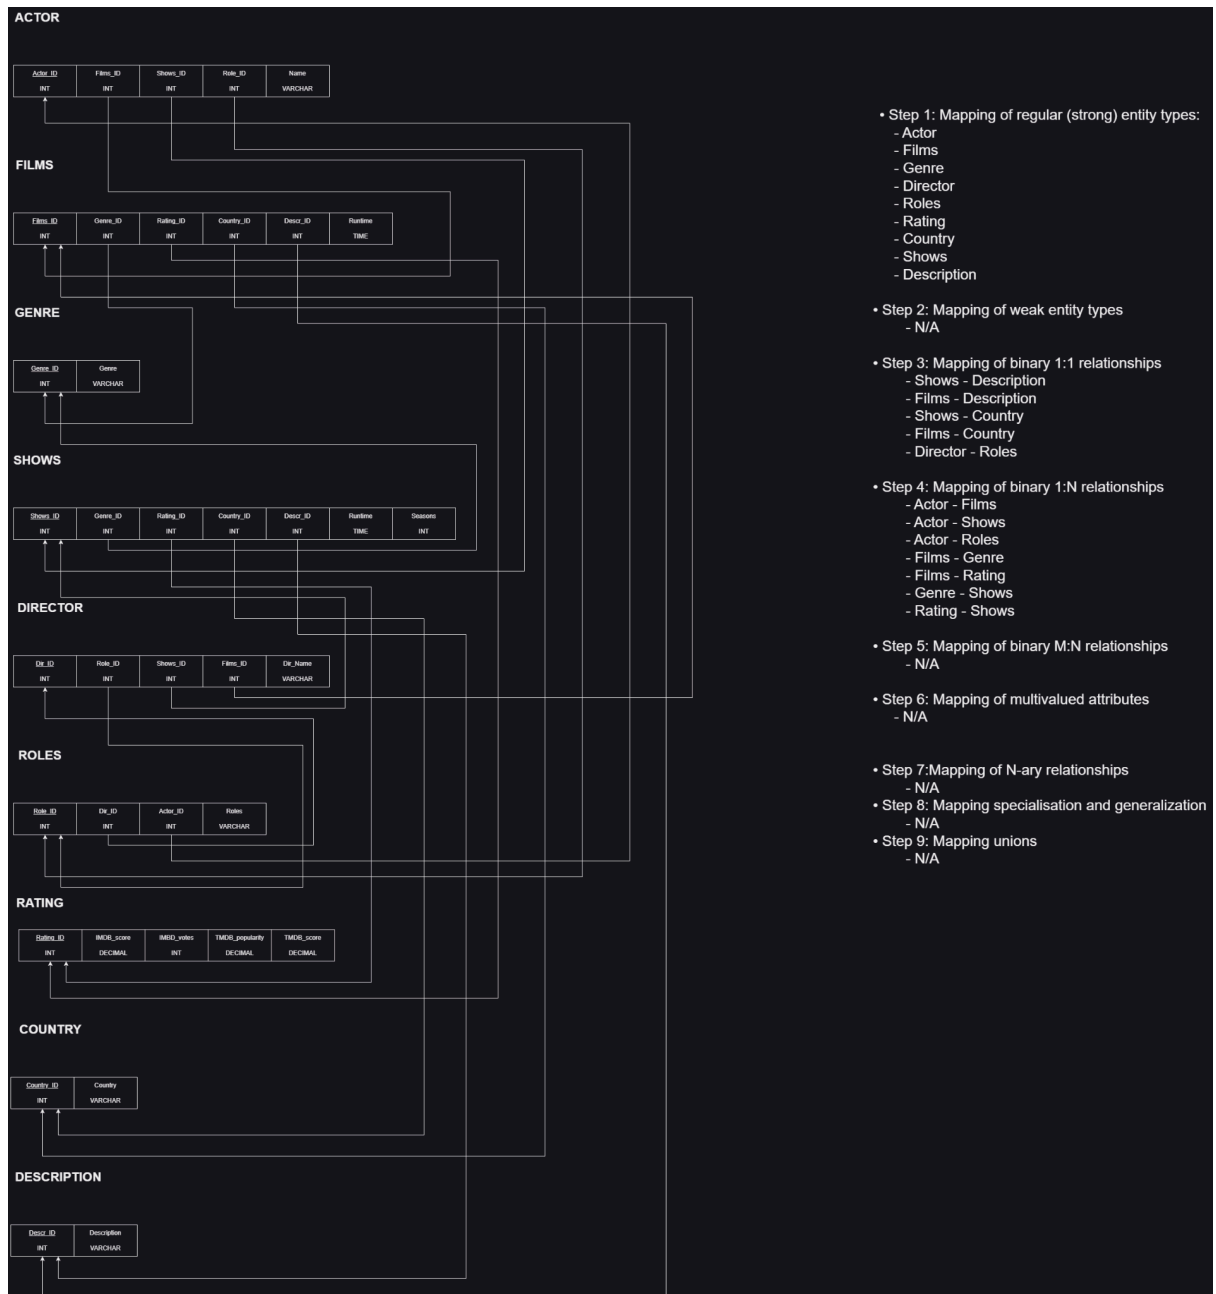 ACTOR
Actor_ID Films_ID Shows_ID Role_ID Name
INT INT INT INT VARCHAR
FILMS
Films_ID Genre_ID Rating_ID Country_ID Descr_ID Runtime
INT INT INT INT INT TIME
GENRE
Genre_ID Genre
INT VARCHAR
SHOWS
Shows_ID Genre_ID Rating_ID Country_ID Descr_ID Runtime Seasons
INT INT INT INT INT TIME INT
DIRECTOR
Dir_ID Role_ID Shows_ID Films_ID Dir_Name
INT INT INT INT VARCHAR
ROLES
Role_ID Dir_ID Actor_ID Roles
INT INT INT VARCHAR
RATING
Rating_ID IMDB_score IMBD_votes TMDB_popularity TMDB_score
INT DECIMAL INT DECIMAL DECIMAL
COUNTRY
Country_ID Country
INT VARCHAR
DESCRIPTION
Descr_ID Description
INT VARCHAR
• Step 1: Mapping of regular (strong) entity types:
- Actor
- Films
- Genre
- Director
- Roles
- Rating
- Country
- Shows
- Description
• Step 2: Mapping of weak entity types
- N/A
• Step 3: Mapping of binary 1:1 relationships
- Shows - Description
- Films - Description
- Shows - Country
- Films - Country
- Director - Roles
• Step 4: Mapping of binary 1:N relationships
- Actor - Films
- Actor - Shows
- Actor - Roles
- Films - Genre
- Films - Rating
- Genre - Shows
- Rating - Shows
• Step 5: Mapping of binary M:N relationships
- N/A
• Step 6: Mapping of multivalued attributes
- N/A
• Step 7:Mapping of N-ary relationships
- N/A
• Step 8: Mapping specialisation and generalization
- N/A
• Step 9: Mapping unions
- N/A